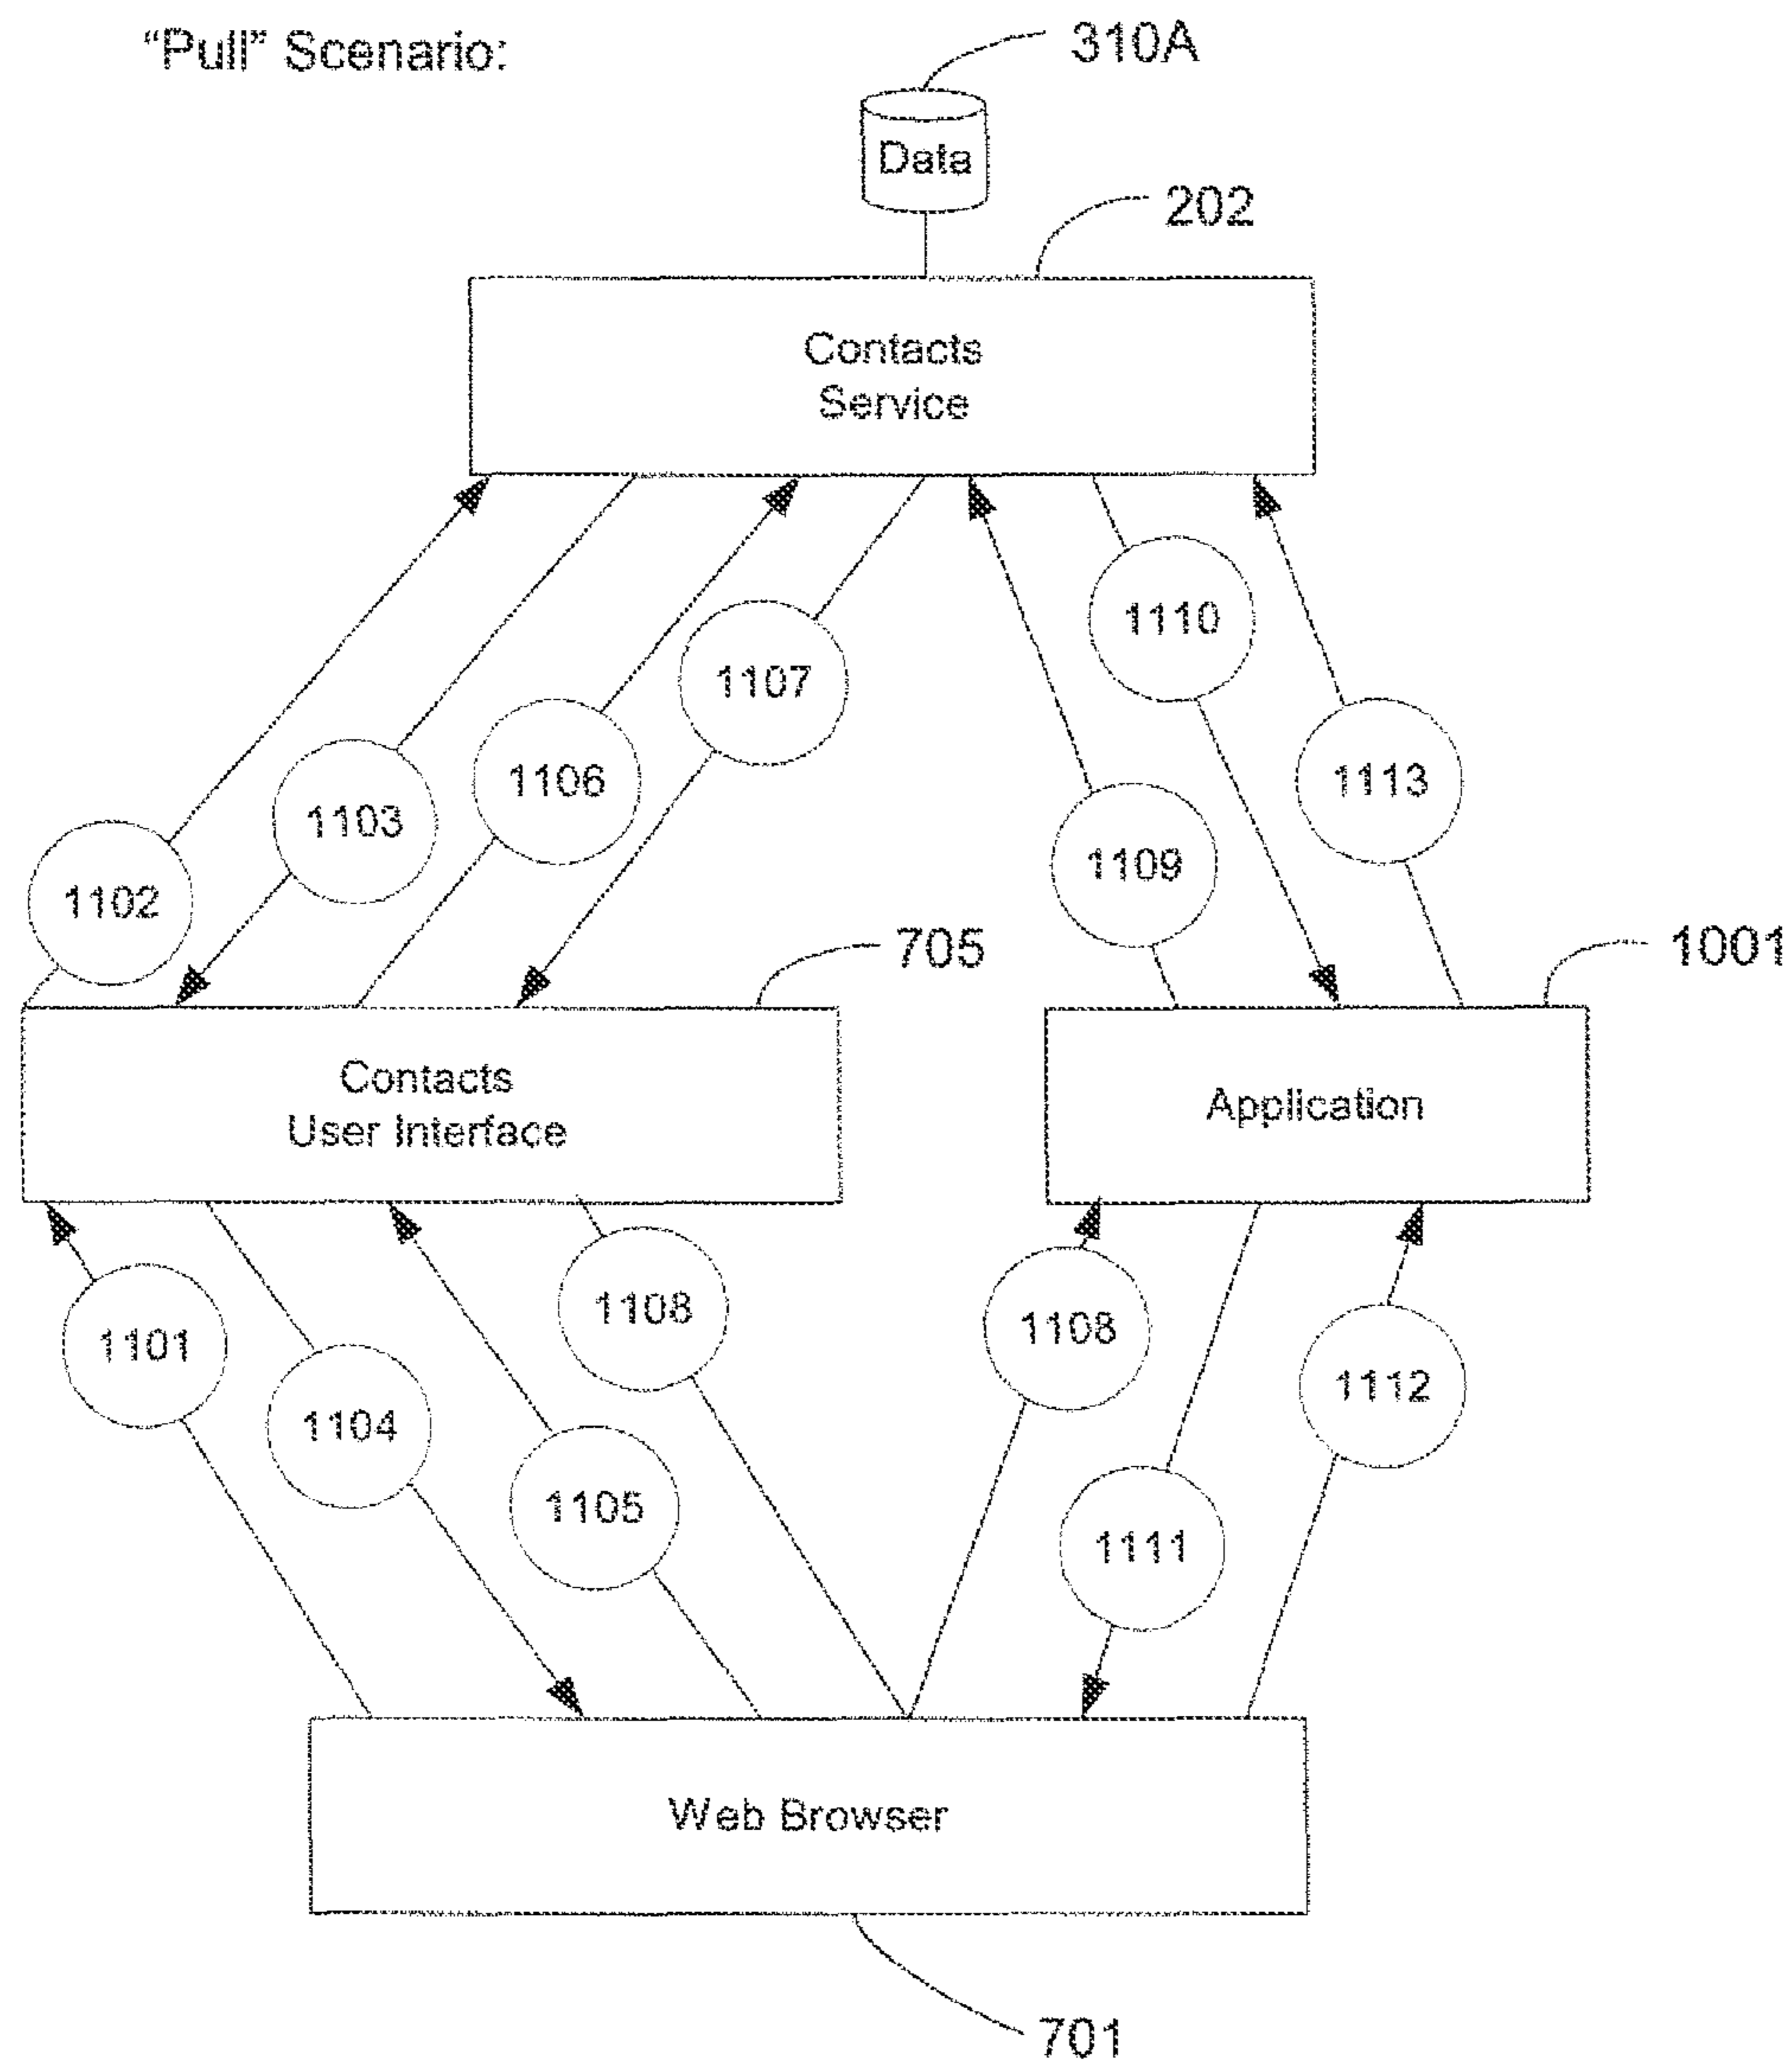 “Pull” Scenario:
310A
Data
202
Contacts
Service
1110
1107
1106
1113
1103
1109
1102
705
1001
Contacts
User Interface
Application
1108
1108
1101
1112
1104
1105
1111
Web Browser
701